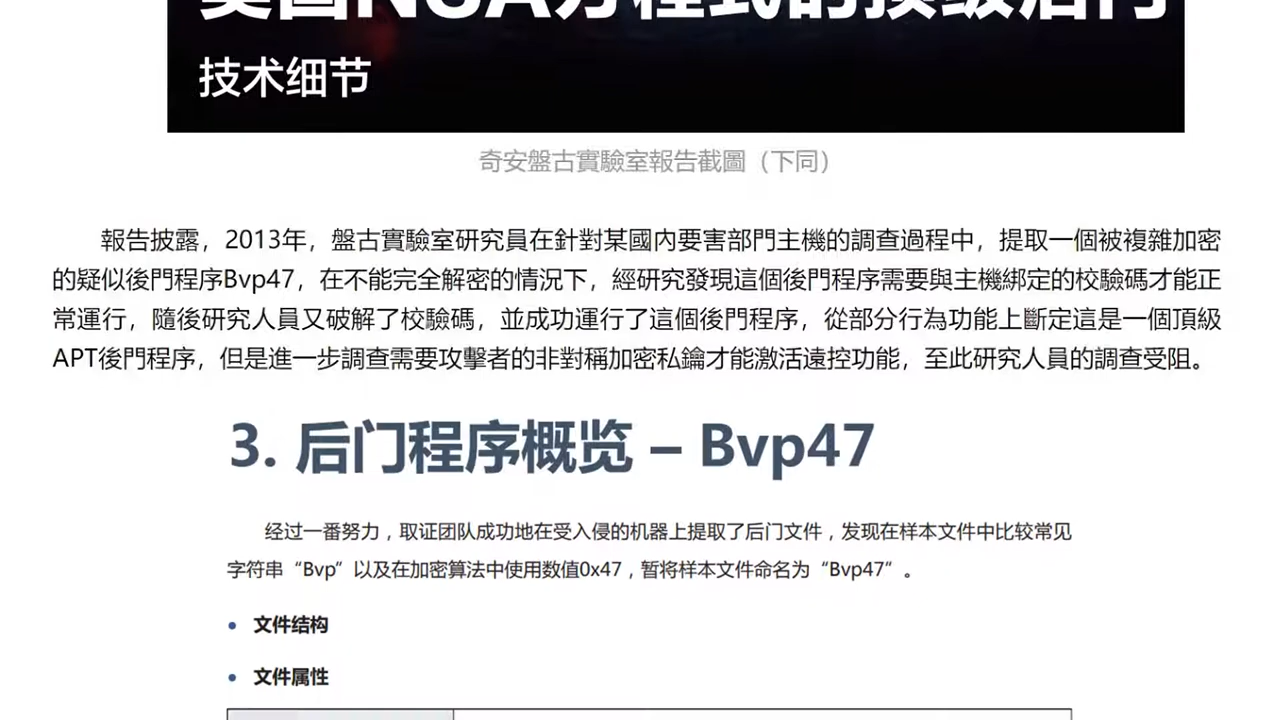 技术细节
奇安盤古實驗室報告截圖（下同）
報告披露，2013年，盤古實驗室研究員在針對某國內要害部門主機的調查過程中，提取一個被複雜加密
的疑似後門程序Bvp47，在不能完全解密的情況下，經研究發現這個後門程序需要與主機綁定的校驗碼才能正
常運行，隨後研究人員又破解了校驗碼，並成功運行了這個後門程序，從部分行為功能上斷定這是一個頂級
APT後門程序，但是進一步調查需要攻擊者的非對稱加密私鑰才能激活遠控功能，至此研究人員的調查受阻。
3. 后门程序概览 – Bvp47
经过一番努力，取证团队成功地在受入侵的机器上提取了后门文件，发现在样本文件中比较常见
字符串“Bvp”以及在加密算法中使用数值0x47，暂将样本文件命名为“Bvp47”。
• 文件结构
• 文件属性